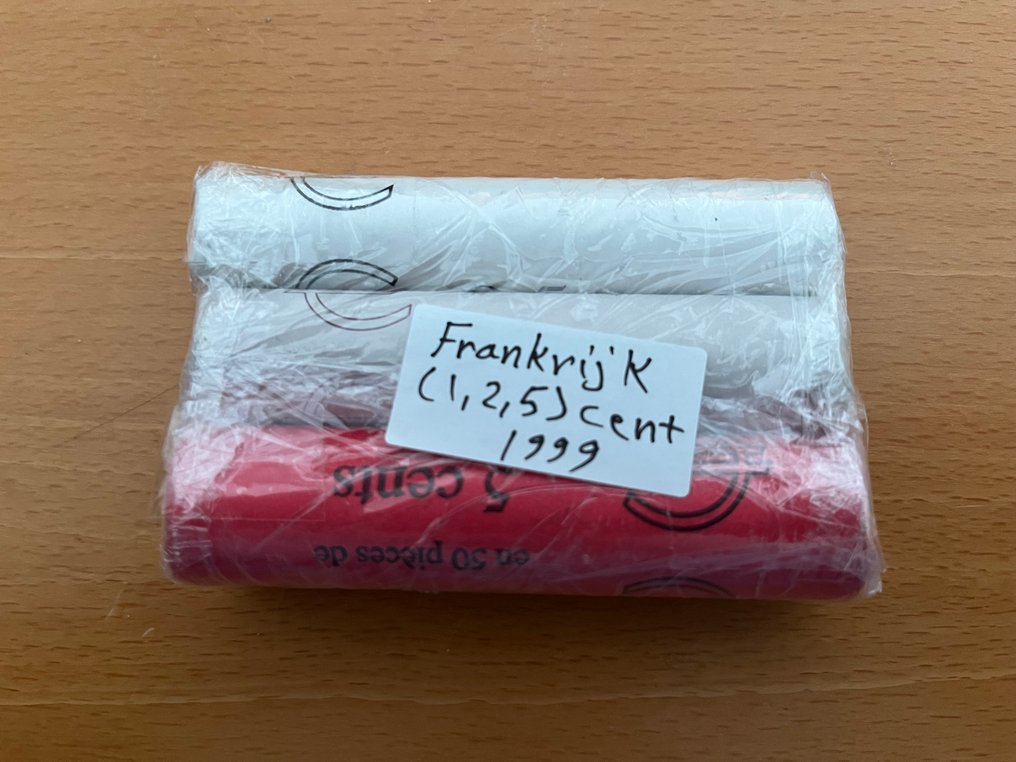 Frankrijk
(1,2,5) cent
1999
en 50 pièces de
5 cents